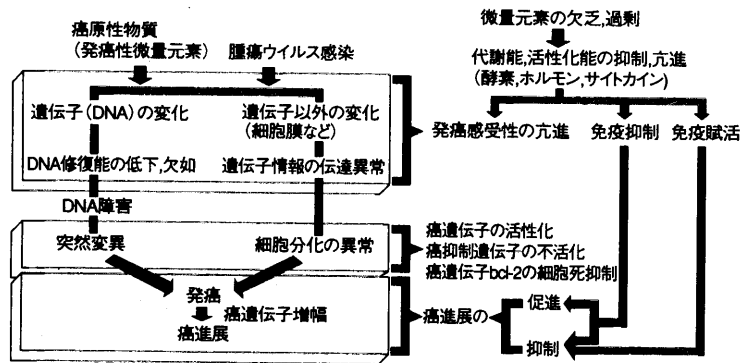 癌原性物質
(発癌性微量元素)
腫瘍ウイルス感染
遺伝子(DNA)の変化
遺伝子以外の変化
(細胞膜など)
DNA修復能の低下,欠如
遺伝子情報の伝達異常
DNA障害
突然変異
細胞分化の異常
発癌
癌遺伝子増幅
癌進展
微量元素の欠乏,過剰
代謝能,活性化能の抑制,亢進
(酵素,ホルモン,サイトカイン)
発癌感受性の亢進
免疫抑制
免疫賦活
癌遺伝子の活性化
癌抑制遺伝子の不活化
癌遺伝子bcl-2の細胞死抑制
癌進展の
促進
抑制